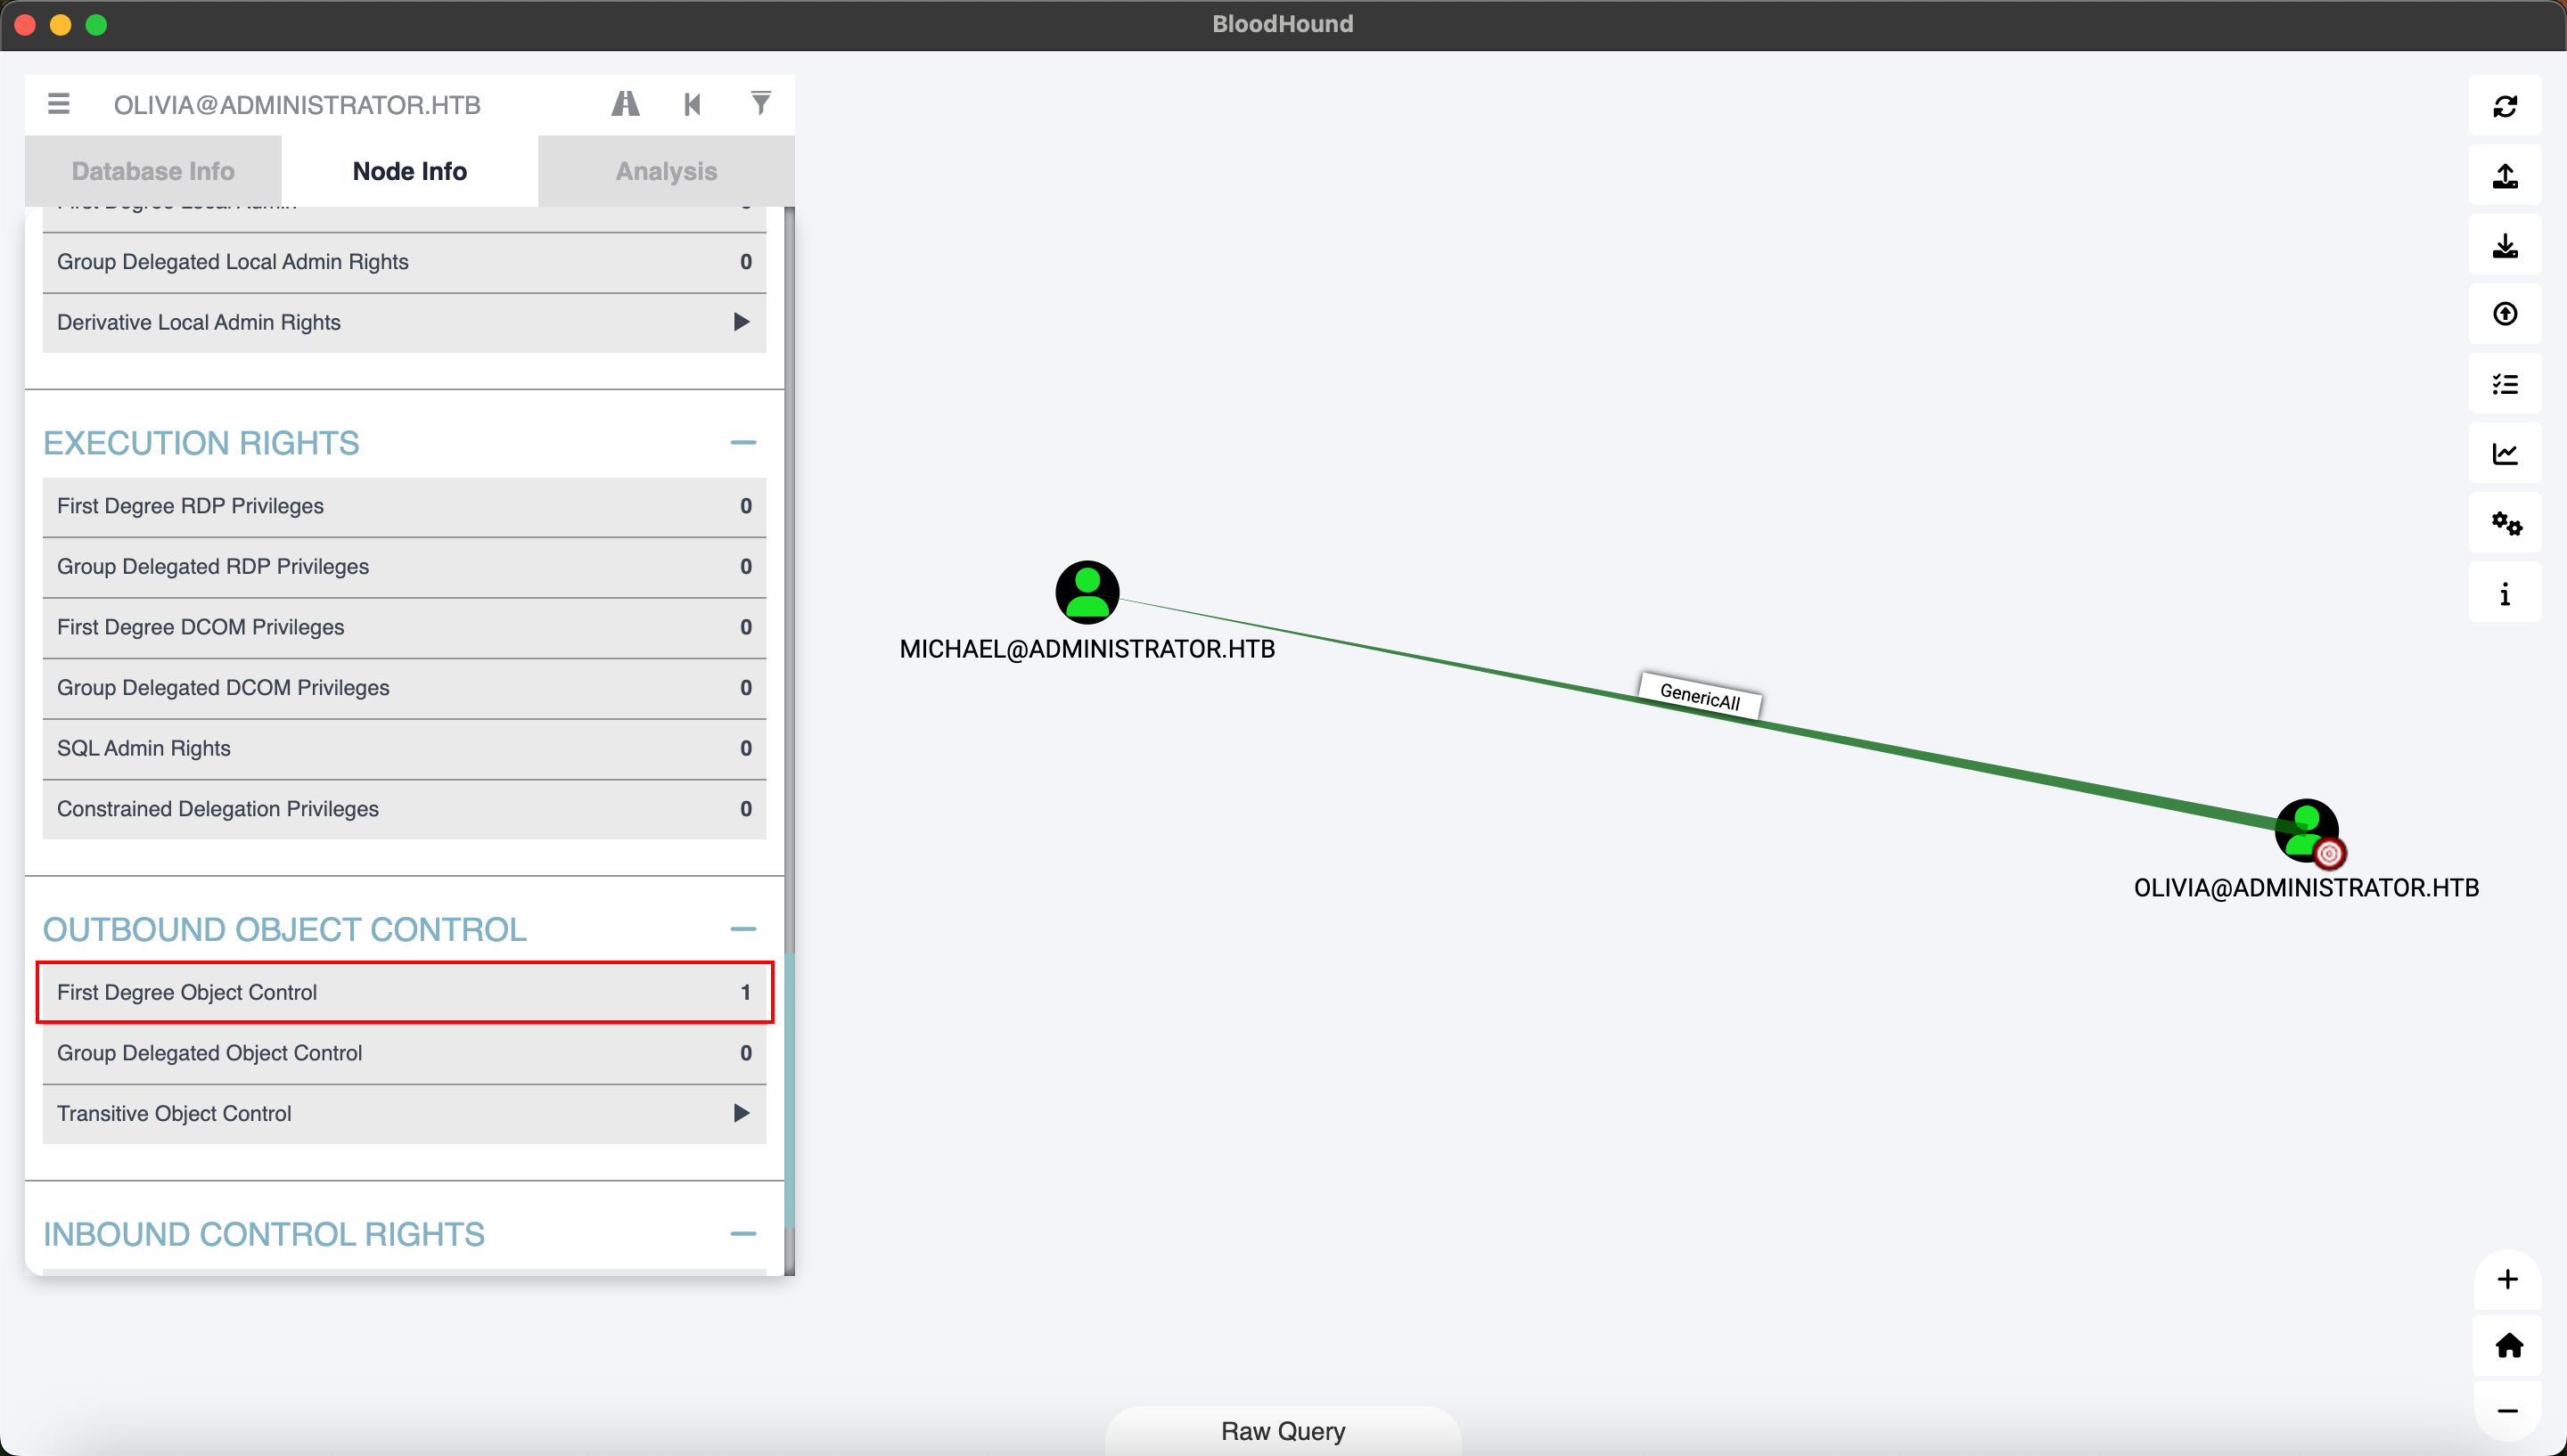 BloodHound
OLIVIA@ADMINISTRATOR.HTB
Database Info
Node Info
Analysis
First Degree Local Admin
Group Delegated Local Admin Rights 0
Derivative Local Admin Rights
EXECUTION RIGHTS
First Degree RDP Privileges 0
Group Delegated RDP Privileges 0
First Degree DCOM Privileges 0
Group Delegated DCOM Privileges 0
SQL Admin Rights 0
Constrained Delegation Privileges 0
OUTBOUND OBJECT CONTROL
First Degree Object Control 1
Group Delegated Object Control 0
Transitive Object Control
INBOUND CONTROL RIGHTS
MICHAEL@ADMINISTRATOR.HTB
GenericAll
OLIVIA@ADMINISTRATOR.HTB
Raw Query